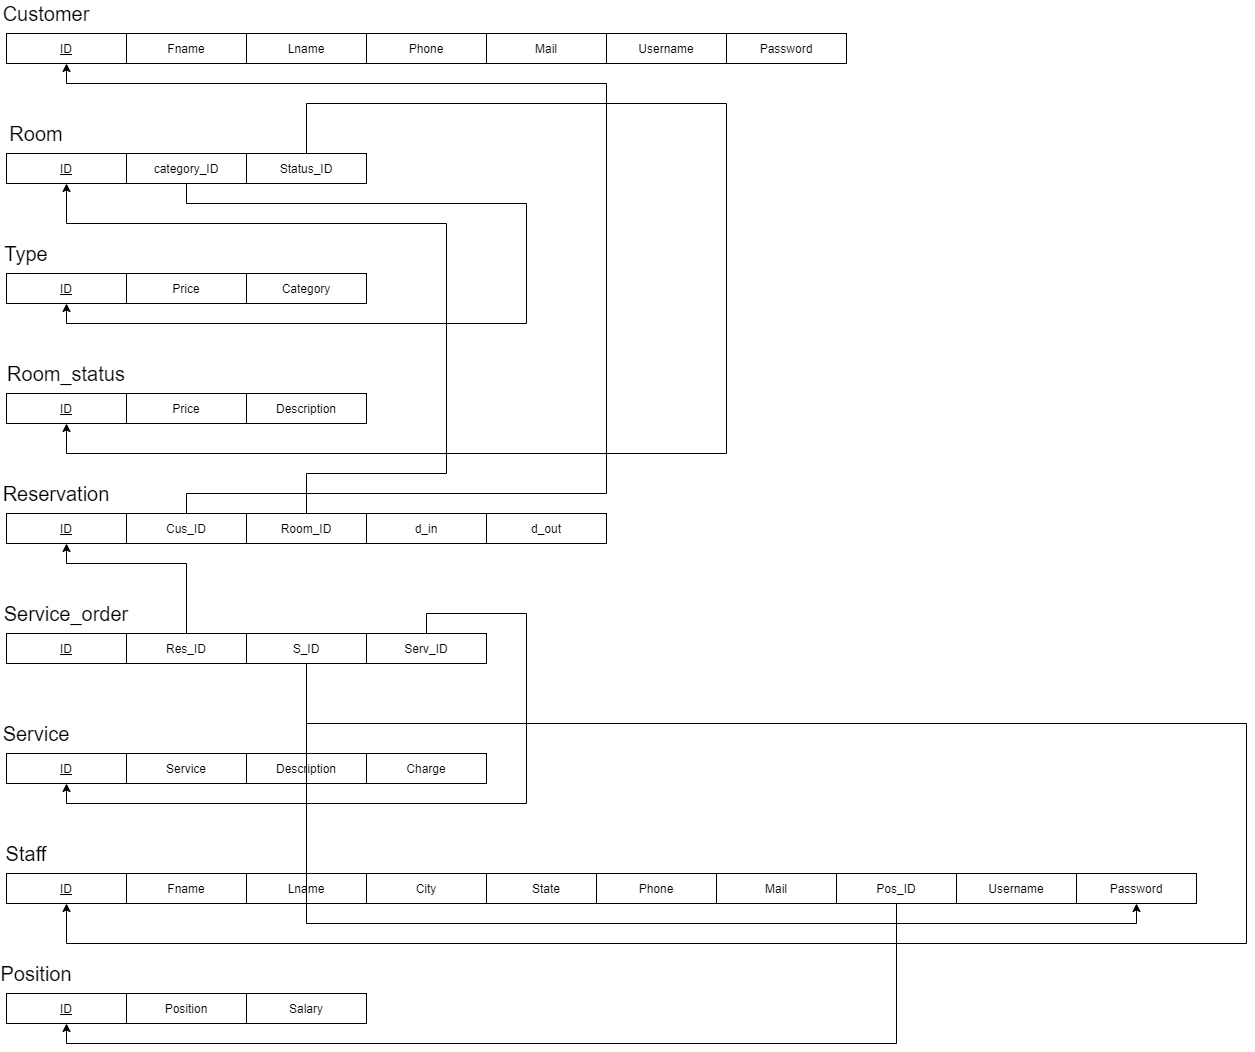 Customer
ID Fname Lname Phone Mail Username Password
Room
ID category_ID Status_ID
Type
ID Price Category
Room_status
ID Price Description
Reservation
ID Cus_ID Room_ID d_in d_out
Service_order
ID Res_ID S_ID Serv_ID
Service
ID Service Description Charge
Staff
ID Fname Lname City State Phone Mail Pos_ID Username Password
Position
ID Position Salary